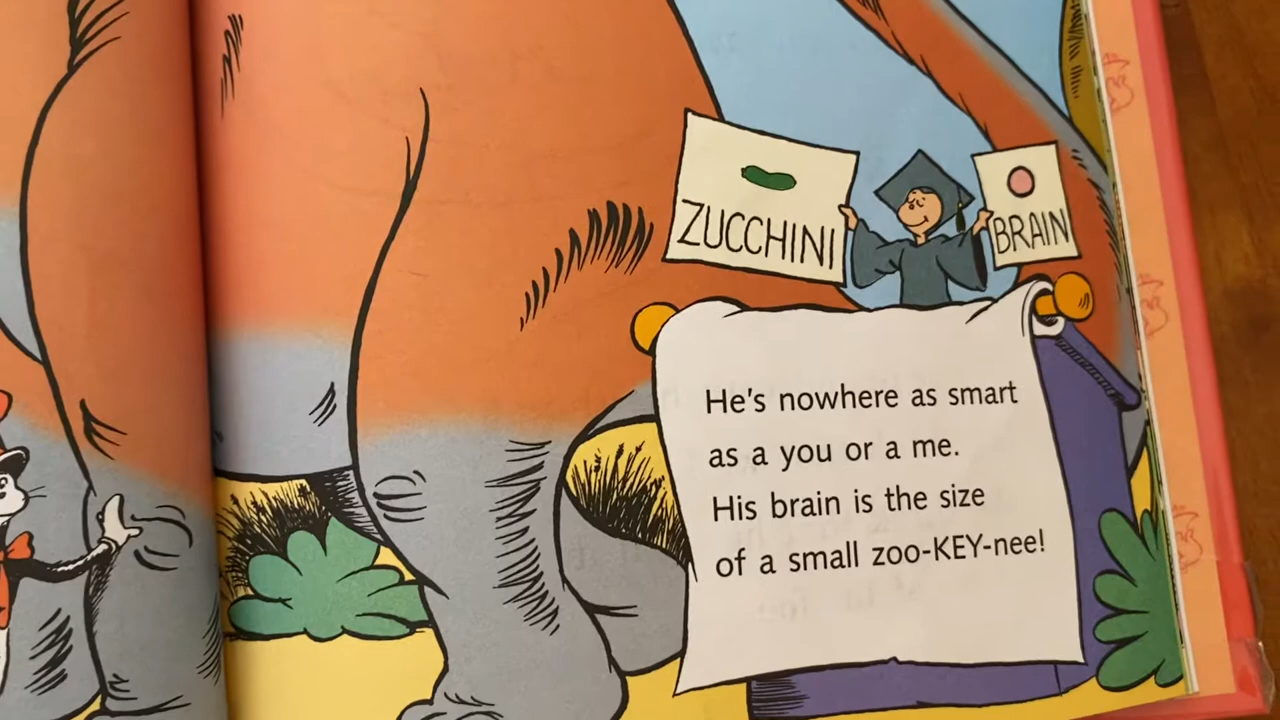 ZUCCHINI
BRAIN
He's nowhere as smart
as a you or a me.
His brain is the size
of a small zoo-KEY-nee!